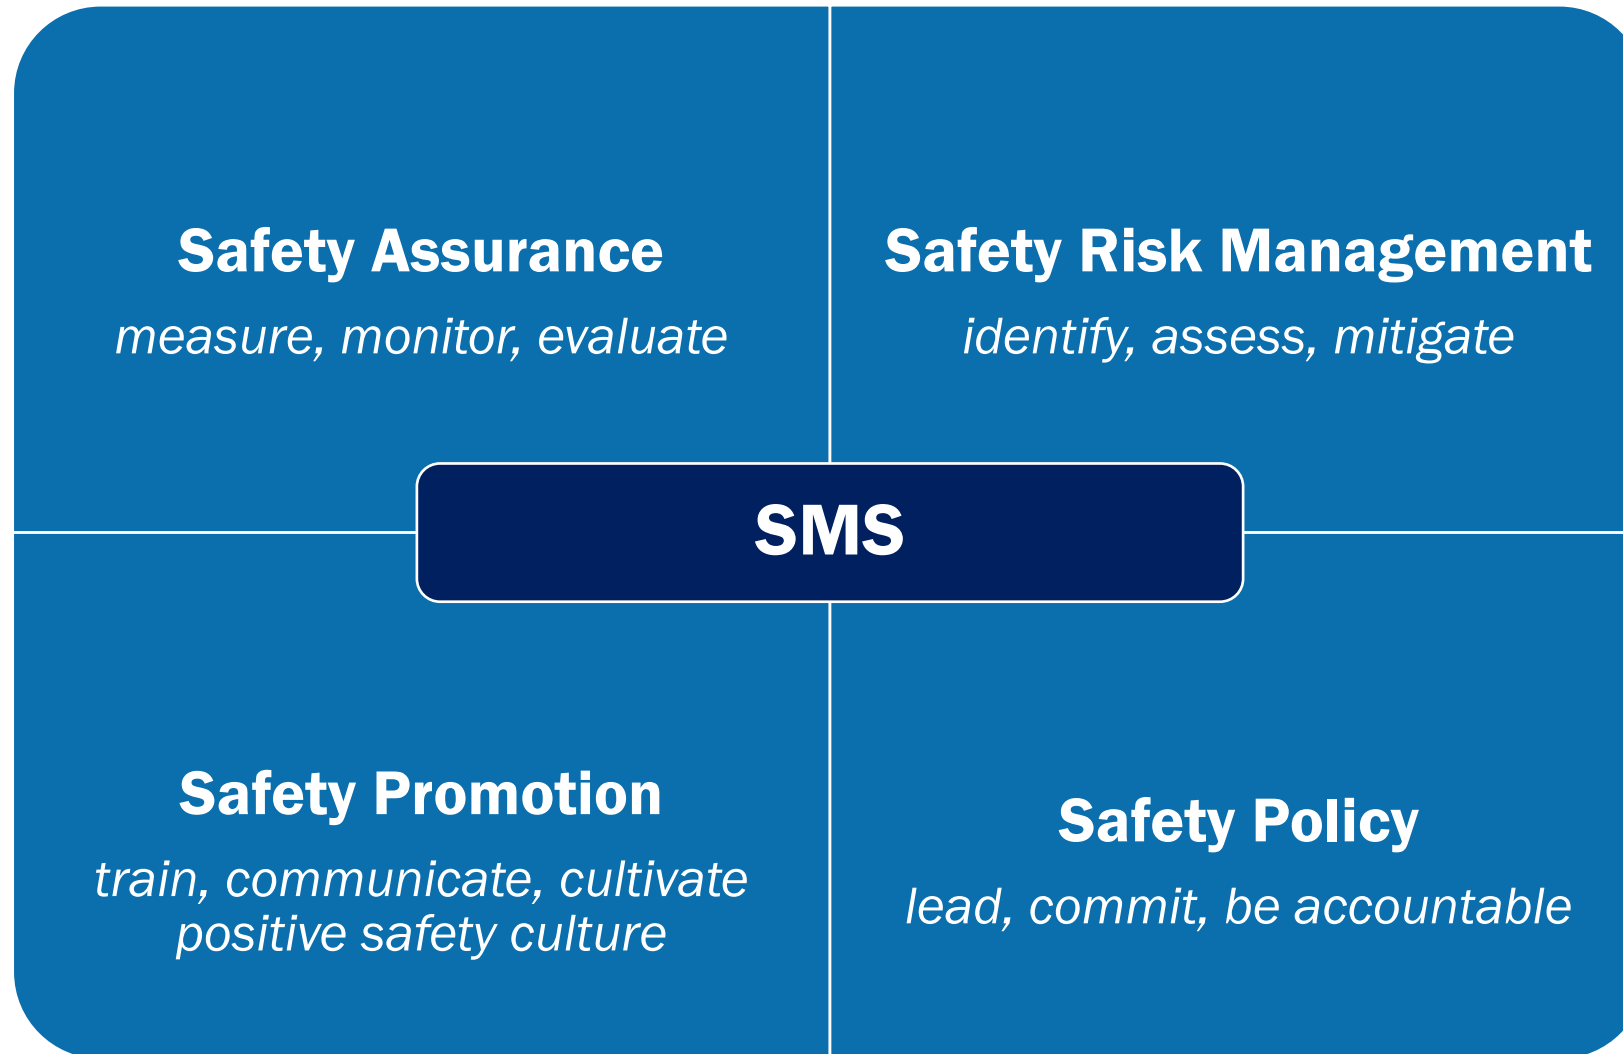 Safety Assurance
measure, monitor, evaluate
Safety Risk Management
identify, assess, mitigate
SMS
Safety Promotion
train, communicate, cultivate
positive safety culture
Safety Policy
lead, commit, be accountable